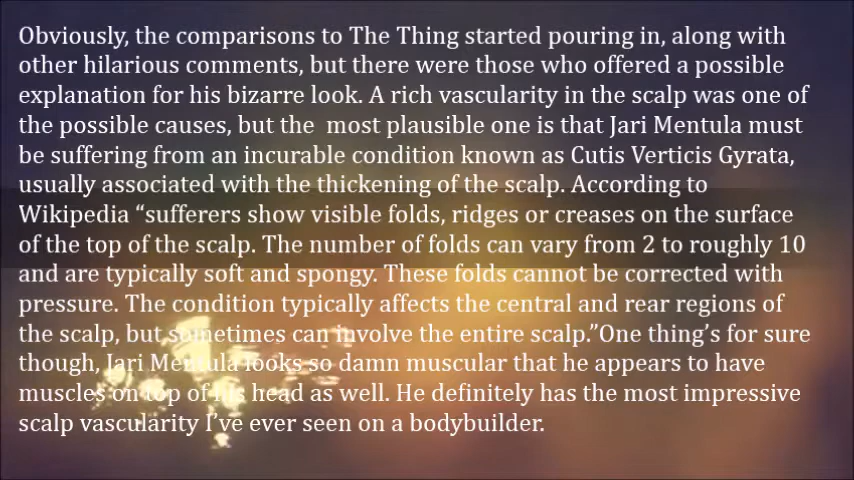 Obviously, the comparisons to The Thing started pouring in, along with
other hilarious comments, but there were those who offered a possible
explanation for his bizarre look. A rich vascularity in the scalp was one of
the possible causes, but the  most plausible one is that Jari Mentula must
be suffering from an incurable condition known as Cutis Verticis Gyrata,
usually associated with the thickening of the scalp. According to
Wikipedia “sufferers show visible folds, ridges or creases on the surface
of the top of the scalp. The number of folds can vary from 2 to roughly 10
and are typically soft and spongy. These folds cannot be corrected with
pressure. The condition typically affects the central and rear regions of
the scalp, but sometimes can involve the entire scalp.”One thing’s for sure
though, Jari Mentula looks so damn muscular that he appears to have
muscles on top of his head as well. He definitely has the most impressive
scalp vascularity I’ve ever seen on a bodybuilder.